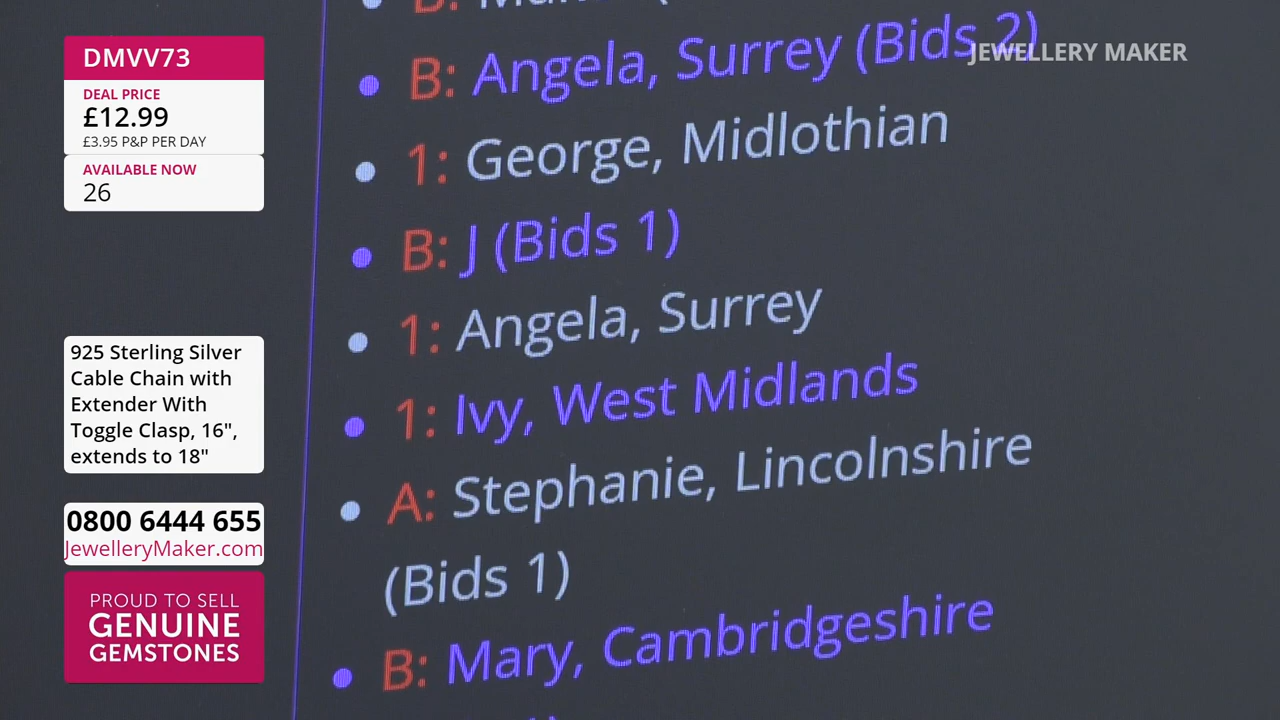 DMVV73
DEAL PRICE
£12.99
£3.95 P&P PER DAY
AVAILABLE NOW
26
925 Sterling Silver
Cable Chain with
Extender With
Toggle Clasp, 16",
extends to 18"
0800 6444 655
JewelleryMaker.com
PROUD TO SELL
GENUINE
GEMSTONES
JEWELLERY MAKER
B: Angela, Surrey (Bids 2)
1: George, Midlothian
B: J (Bids 1)
1: Angela, Surrey
1: Ivy, West Midlands
A: Stephanie, Lincolnshire
(Bids 1)
B: Mary, Cambridgeshire